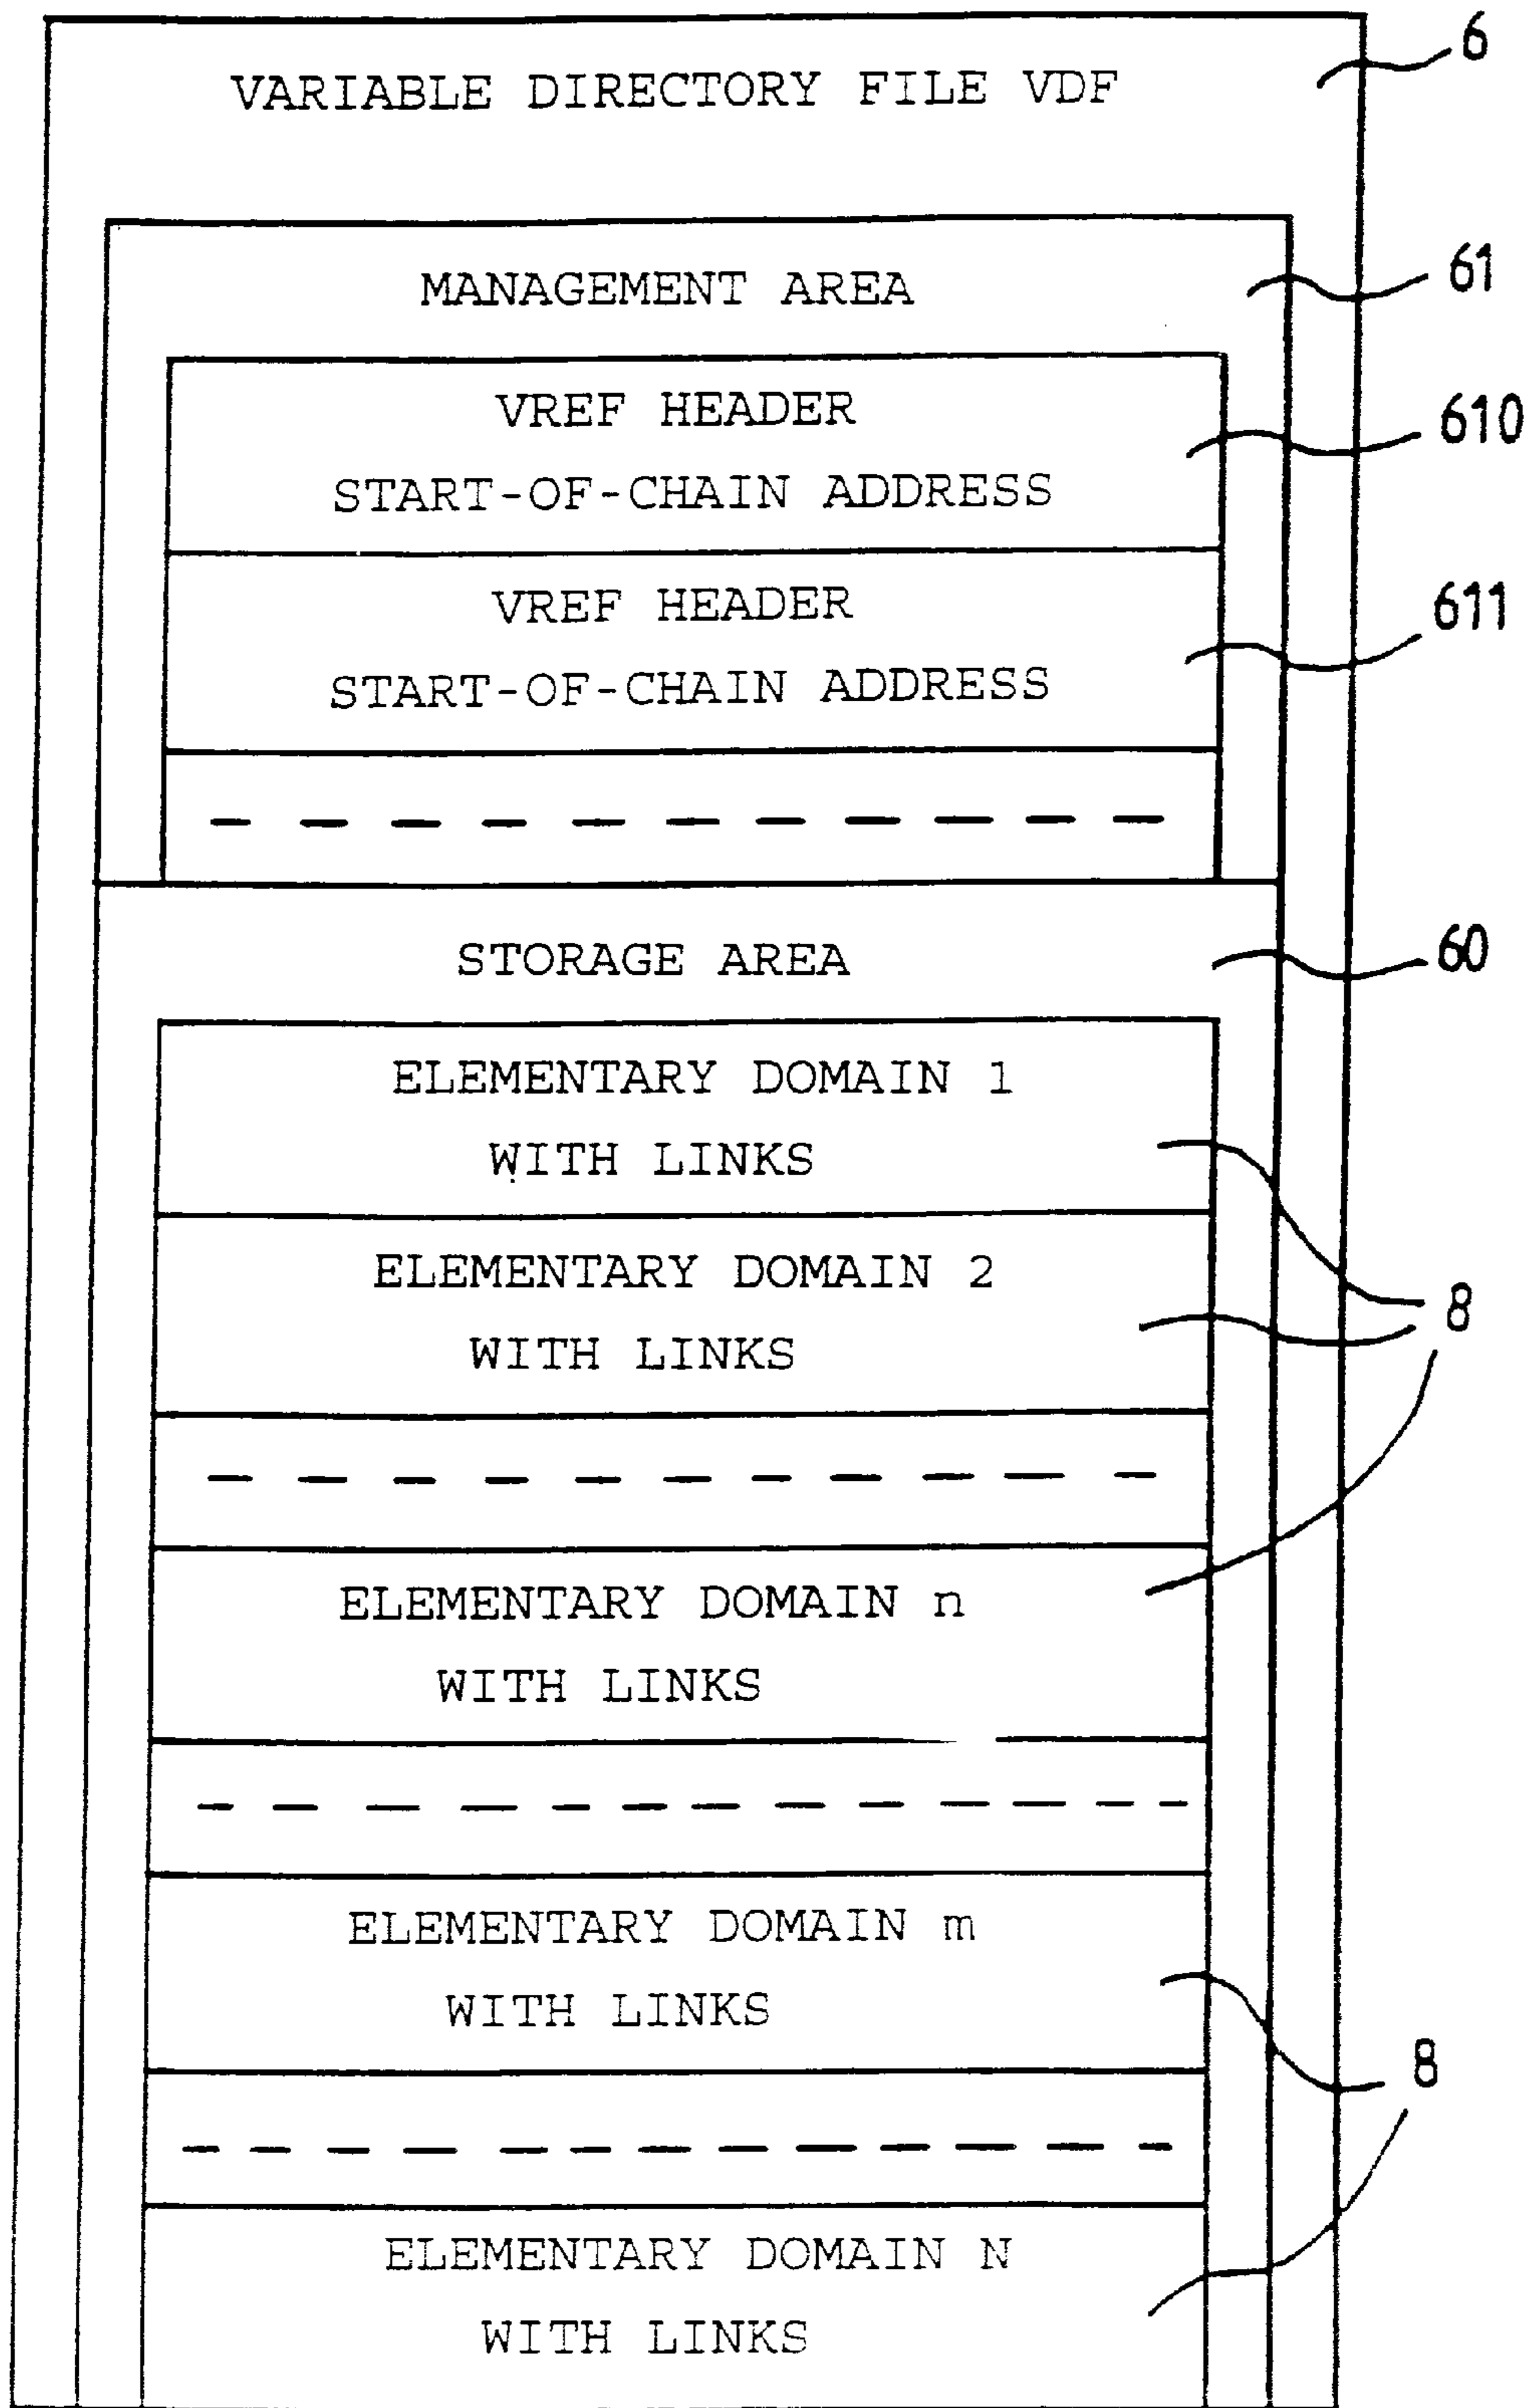 VARIABLE DIRECTORY FILE VDF
6
MANAGEMENT AREA
61
VREF HEADER
610
START-OF-CHAIN ADDRESS
VREF HEADER
611
START-OF-CHAIN ADDRESS
STORAGE AREA
60
ELEMENTARY DOMAIN 1
WITH LINKS
ELEMENTARY DOMAIN 2
8
WITH LINKS
ELEMENTARY DOMAIN n
WITH LINKS
ELEMENTARY DOMAIN m
WITH LINKS
8
ELEMENTARY DOMAIN N
WITH LINKS